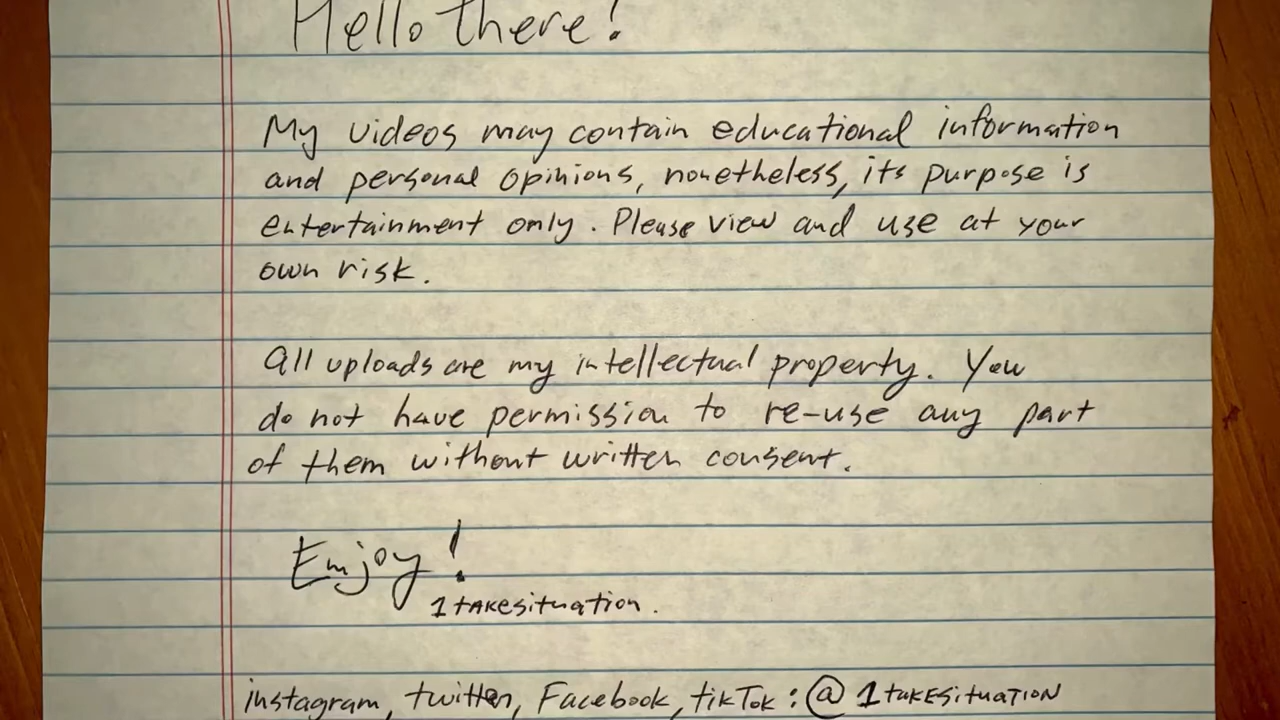 Hello there!
My videos may contain educational information
and personal opinions, nonetheless, its purpose is
entertainment only. Please view and use at your
own risk.
All uploads are my intellectual property. You
do not have permission to re-use any part
of them without written consent.
Enjoy!
1takesituation.
instagram, twitter, Facebook, tikTok: @1takesituation